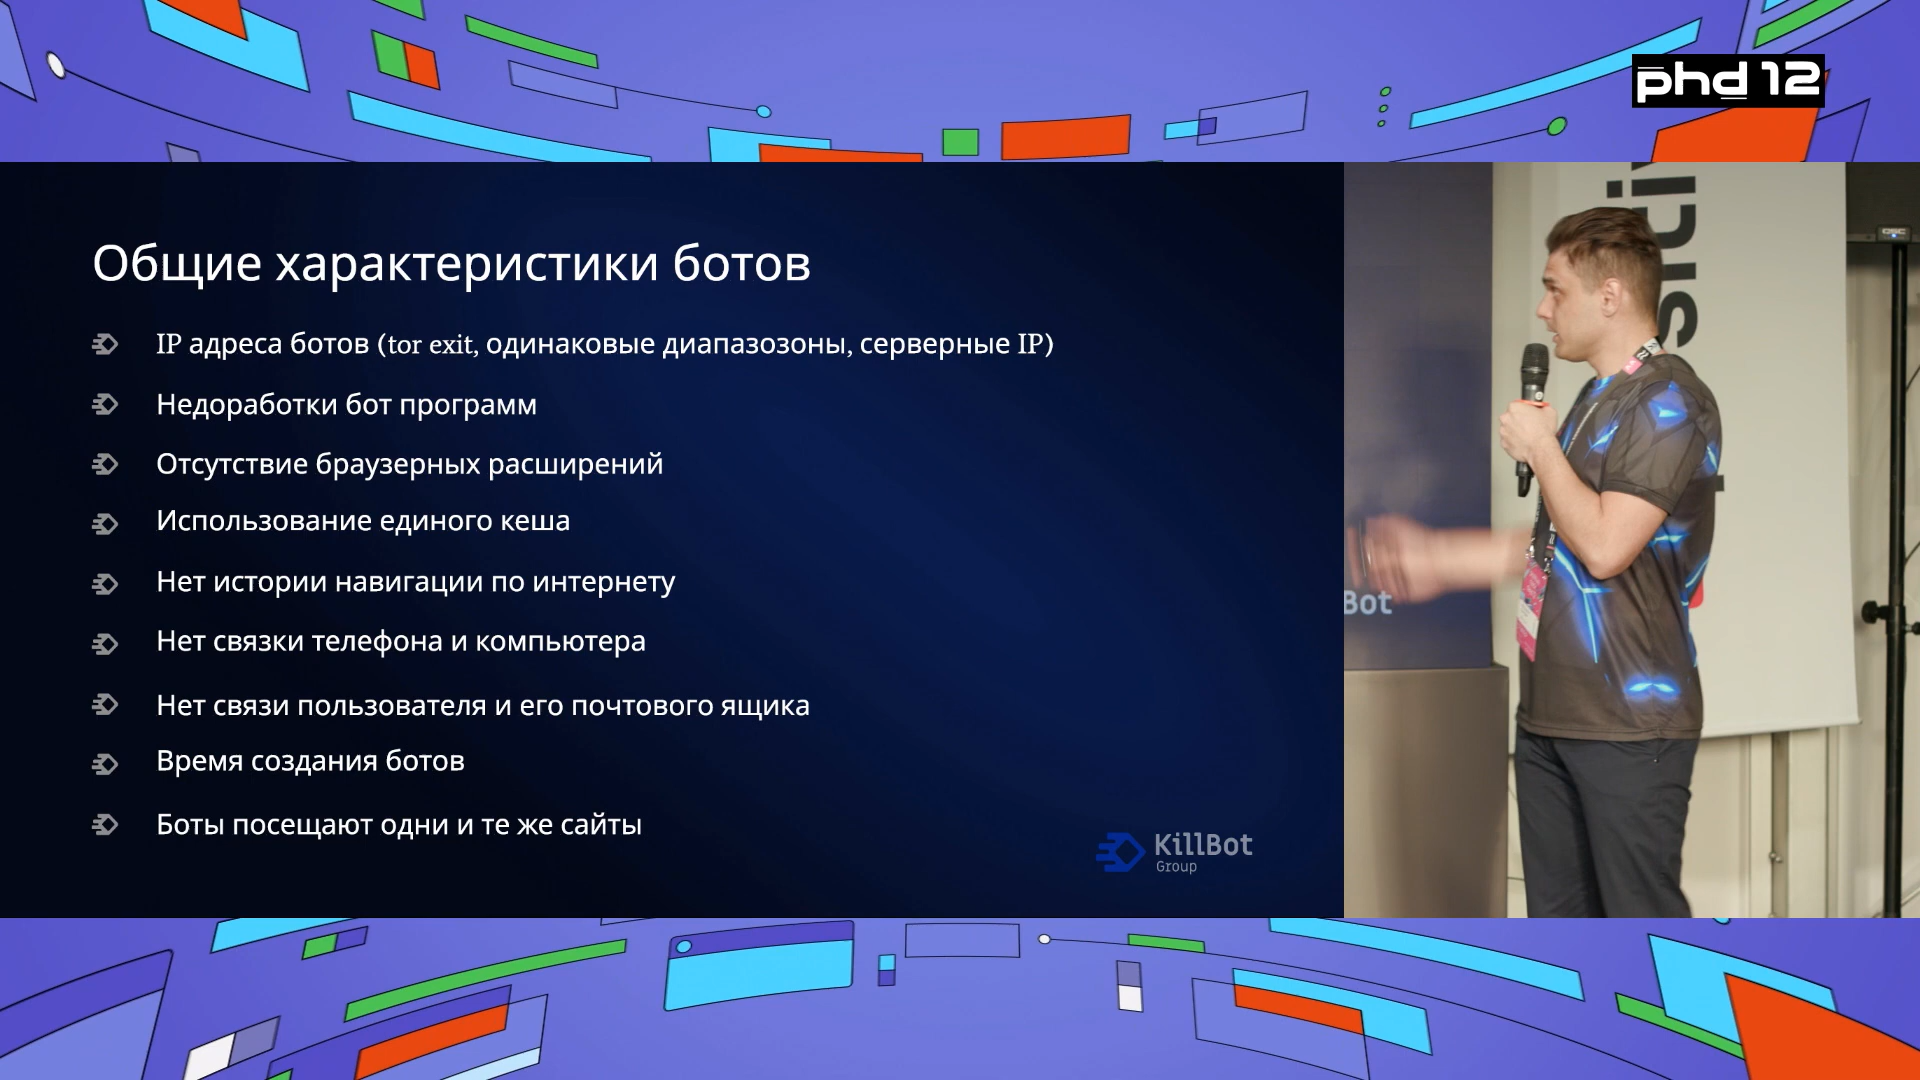 phd 12
Общие характеристики ботов
IP адреса ботов (tor exit, одинаковые диапазозоны, серверные IP)
Недоработки бот программ
Отсутствие браузерных расширений
Использование единого кеша
Нет истории навигации по интернету
Нет связки телефона и компьютера
Нет связи пользователя и его почтового ящика
Время создания ботов
Боты посещают одни и те же сайты
KillBot
Group
Bot
siti
QSC